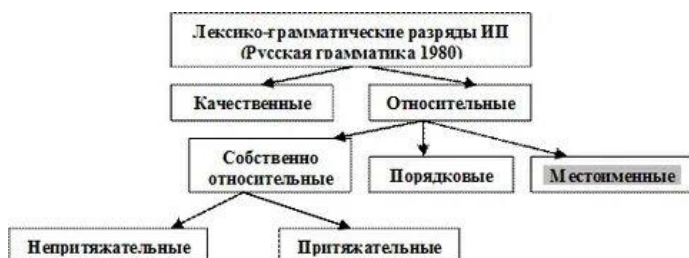 Лексико-грамматические разряды ИП
(Русская грамматика 1980)
Качественные
Относительные
Собственно
относительные
Порядковые
Местоименные
Непритяжательные
Притяжательные